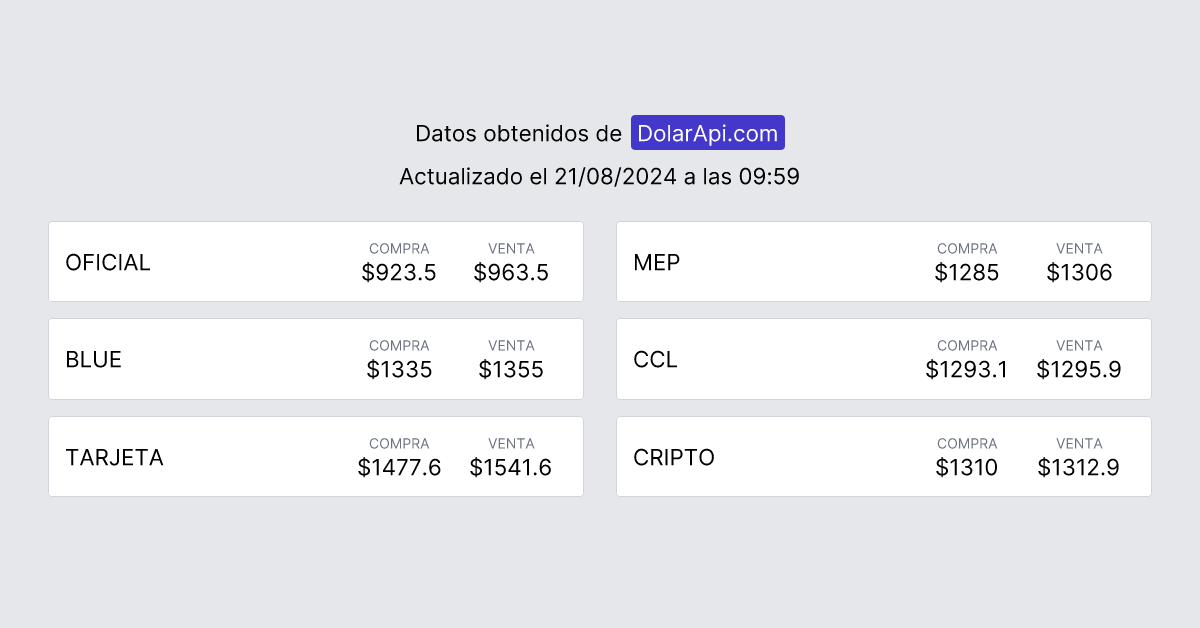 Datos obtenidos de DolarApi.com
Actualizado el 21/08/2024 a las 09:59
OFICIAL
COMPRA VENTA
$923.5 $963.5
MEP
COMPRA VENTA
$1285 $1306
BLUE
COMPRA VENTA
$1335 $1355
CCL
COMPRA VENTA
$1293.1 $1295.9
TARJETA
COMPRA VENTA
$1477.6 $1541.6
CRIPTO
COMPRA VENTA
$1310 $1312.9